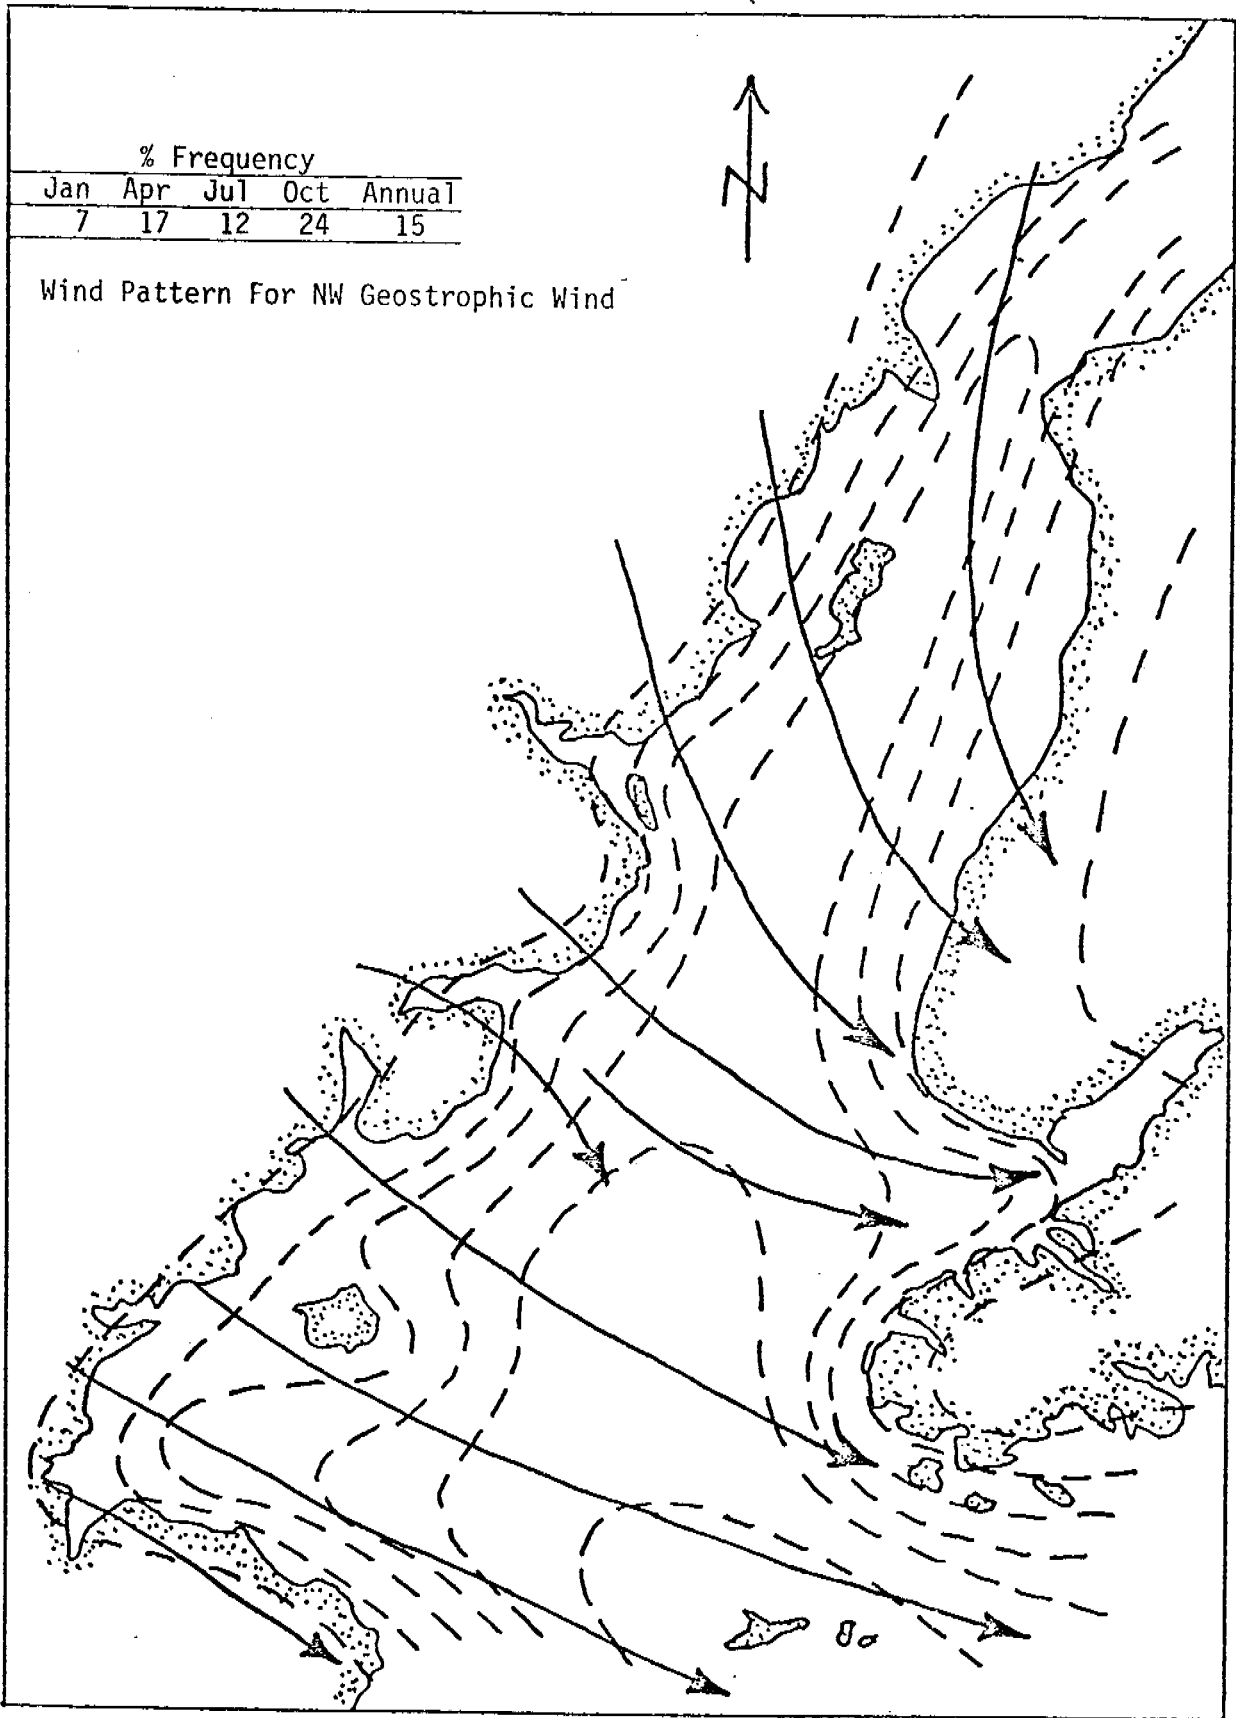 % Frequency
Jan Apr Jul Oct Annual
7 17 12 24 15
N
Wind Pattern For NW Geostrophic Wind